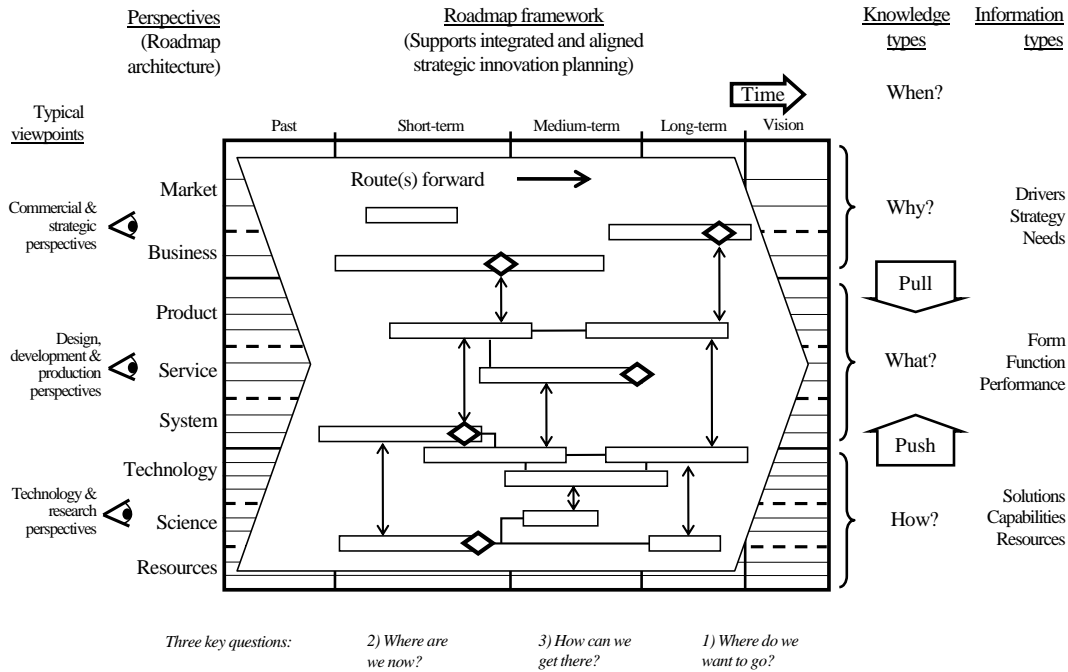 Perspectives
(Roadmap
architecture)
Roadmap framework
(Supports integrated and aligned
strategic innovation planning)
Knowledge
types
Information
types
Time
When?
Typical
viewpoints
Past
Short-term
Medium-term
Long-term
Vision
Route(s) forward
Market
Commercial &
strategic
perspectives
Business
Why?
Drivers
Strategy
Needs
Pull
Product
Design,
development &
production
perspectives
Service
System
What?
Form
Function
Performance
Push
Technology
Technology &
research
perspectives
Science
Resources
How?
Solutions
Capabilities
Resources
Three key questions:
2) Where are
we now?
3) How can we
get there?
1) Where do we
want to go?